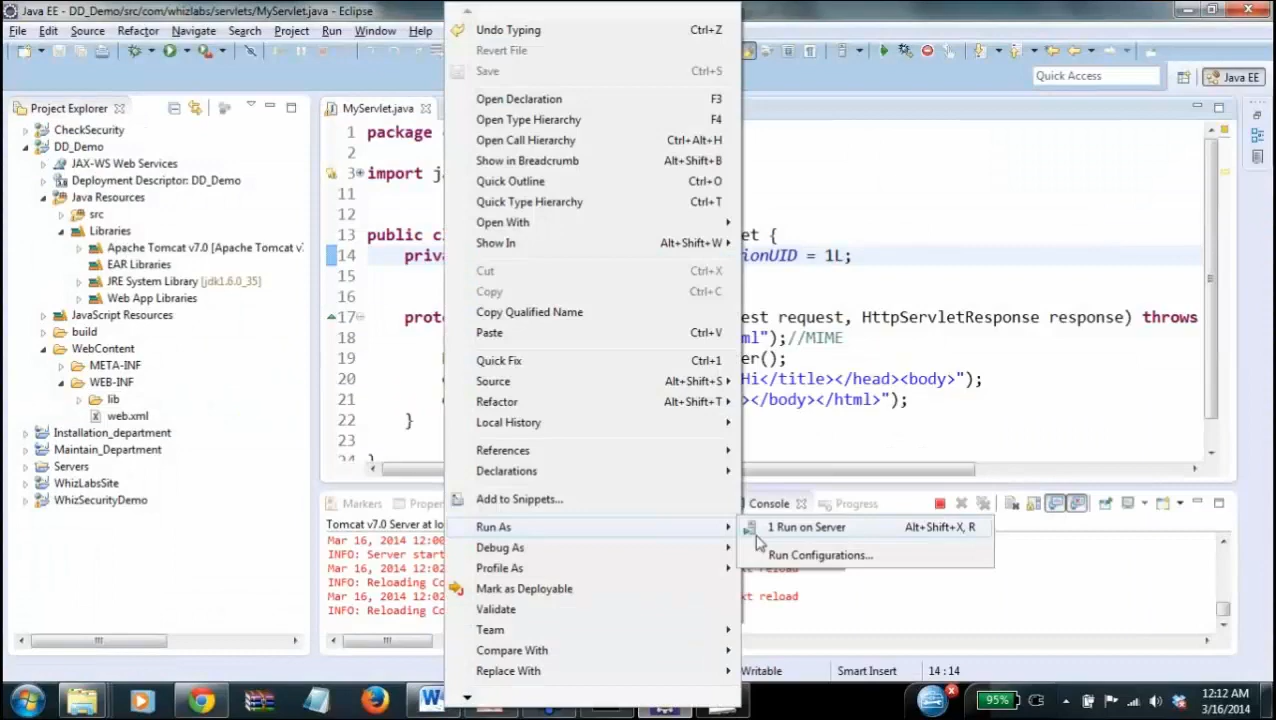 Java EE - DD_Demo/src/com/whizlabs/servlets/MyServlet.java - Eclipse
File Edit Source Refactor Navigate Search Project Run Window Help
Quick Access
Java EE
Project Explorer
CheckSecurity
DD_Demo
JAX-WS Web Services
Deployment Descriptor: DD_Demo
Java Resources
src
Libraries
Apache Tomcat v7.0 [Apache Tomcat v7
EAR Libraries
JRE System Library [jdk1.6.0_35]
Web App Libraries
JavaScript Resources
build
WebContent
META-INF
WEB-INF
lib
web.xml
Installation_department
Maintain_Department
Servers
WhizLabsSite
WhizSecurityDemo
MyServlet.java
1 package
2
3 import j
11
12
13 public c et {
14 priv ionUID = 1L;
15
16
17 prot est request, HttpServletResponse response) throws
18 ml");//MIME
19 er();
20 Hi</title></head><body>");
21 ></body></html>");
22 }
23
24 }
Undo Typing Ctrl+Z
Revert File
Save Ctrl+S
Open Declaration F3
Open Type Hierarchy F4
Open Call Hierarchy Ctrl+Alt+H
Show in Breadcrumb Alt+Shift+B
Quick Outline Ctrl+O
Quick Type Hierarchy Ctrl+T
Open With
Show In Alt+Shift+W
Cut Ctrl+X
Copy Ctrl+C
Copy Qualified Name
Paste Ctrl+V
Quick Fix Ctrl+1
Source Alt+Shift+S
Refactor Alt+Shift+T
Local History
References
Declarations
Add to Snippets...
Run As
Debug As
Profile As
Mark as Deployable
Validate
Team
Compare With
Replace With
1 Run on Server Alt+Shift+X, R
Run Configurations...
Markers Proper Console Progress
Tomcat v7.0 Server at lo
Mar 16, 2014 12:00
INFO: Server start
Mar 16, 2014 12:02
INFO: Reloading Co xt reload
Mar 16, 2014 12:02
INFO: Reloading Co xt reload
Writable Smart Insert 14 : 14
95%
12:12 AM
3/16/2014